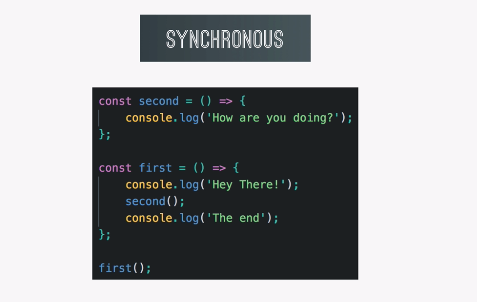 SYNCHRONOUS
const second = () => {
console.log('How are you doing?');
};
const first = () => {
console.log('Hey There!');
second();
console.log('The end');
};
first();